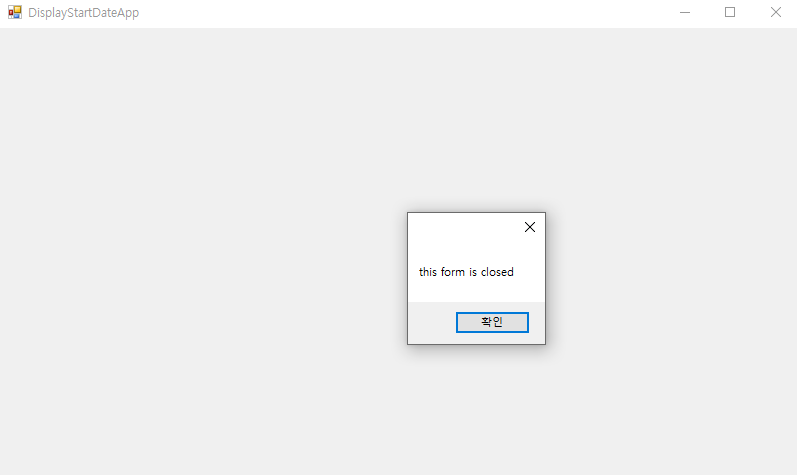 DisplayStartDateApp
this form is closed
확인